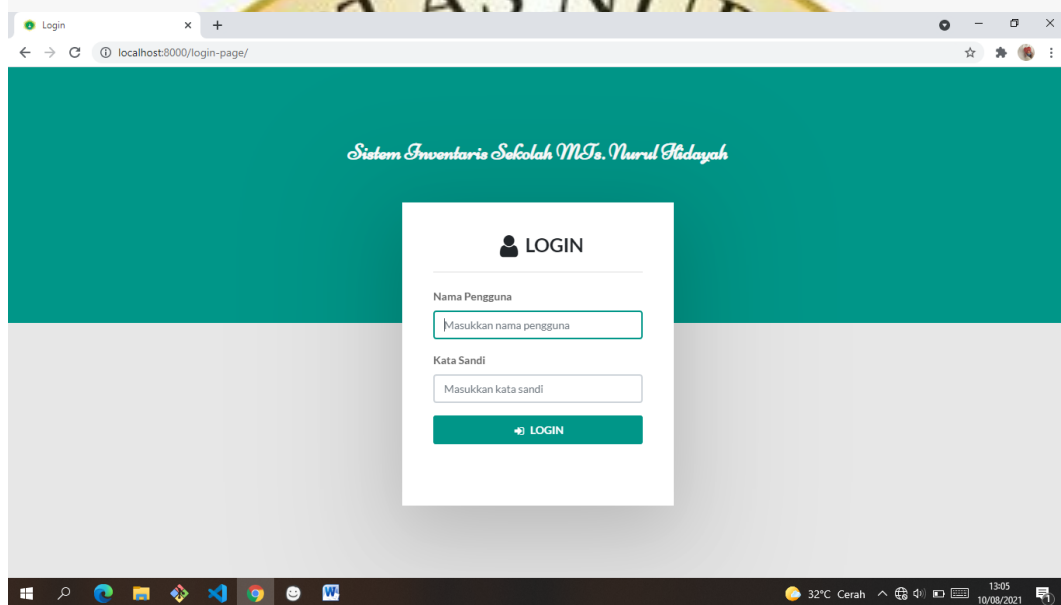 Login
localhost:8000/login-page/
Sistem Inventaris Sekolah MTs. Nurul Hidayah
LOGIN
Nama Pengguna
Masukkan nama pengguna
Kata Sandi
Masukkan kata sandi
LOGIN
32°C Cerah
13:05
10/08/2021